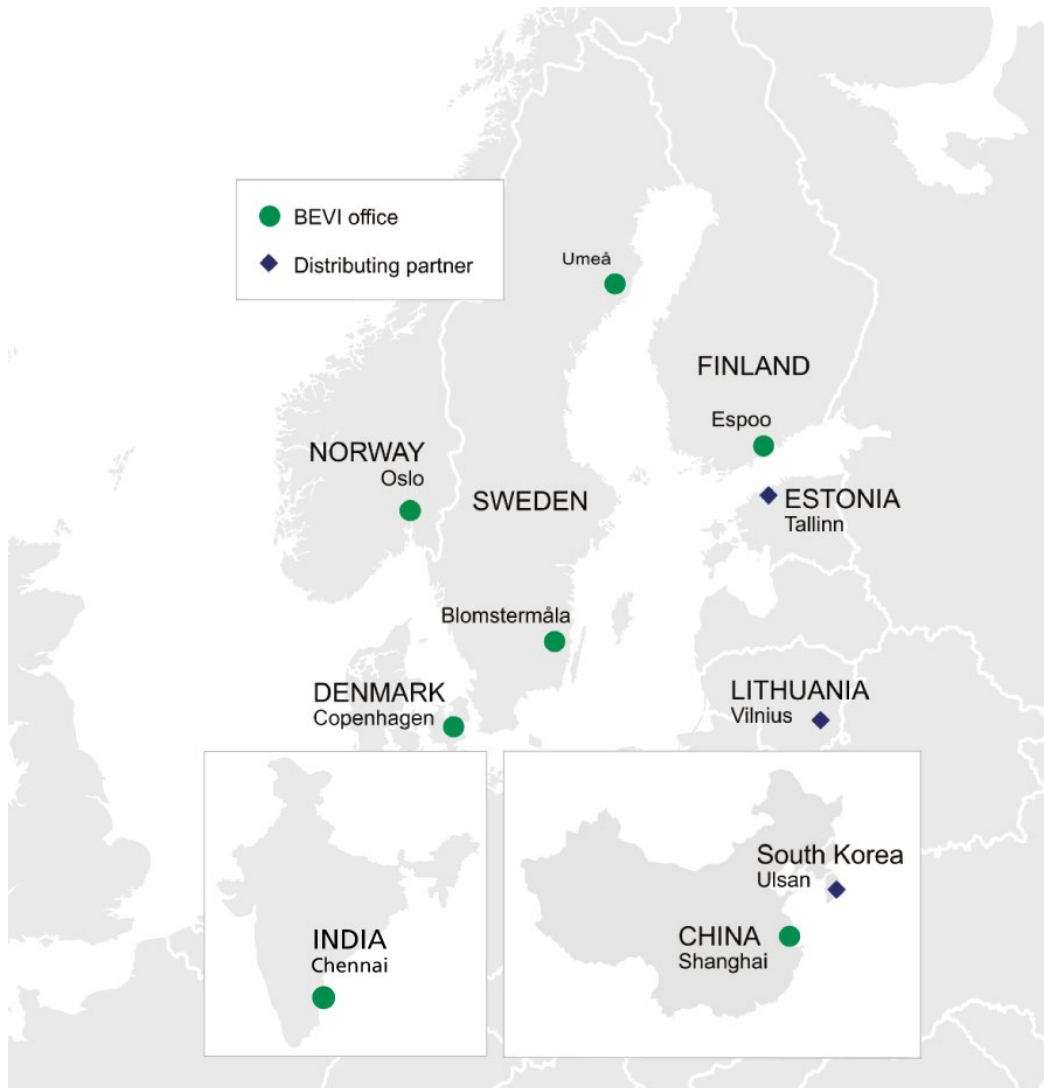 BEVI office
Distributing partner
Umeå
FINLAND
Espoo
NORWAY
Oslo
SWEDEN
ESTONIA
Tallinn
Blomstermåla
DENMARK
Copenhagen
LITHUANIA
Vilnius
INDIA
Chennai
South Korea
Ulsan
CHINA
Shanghai